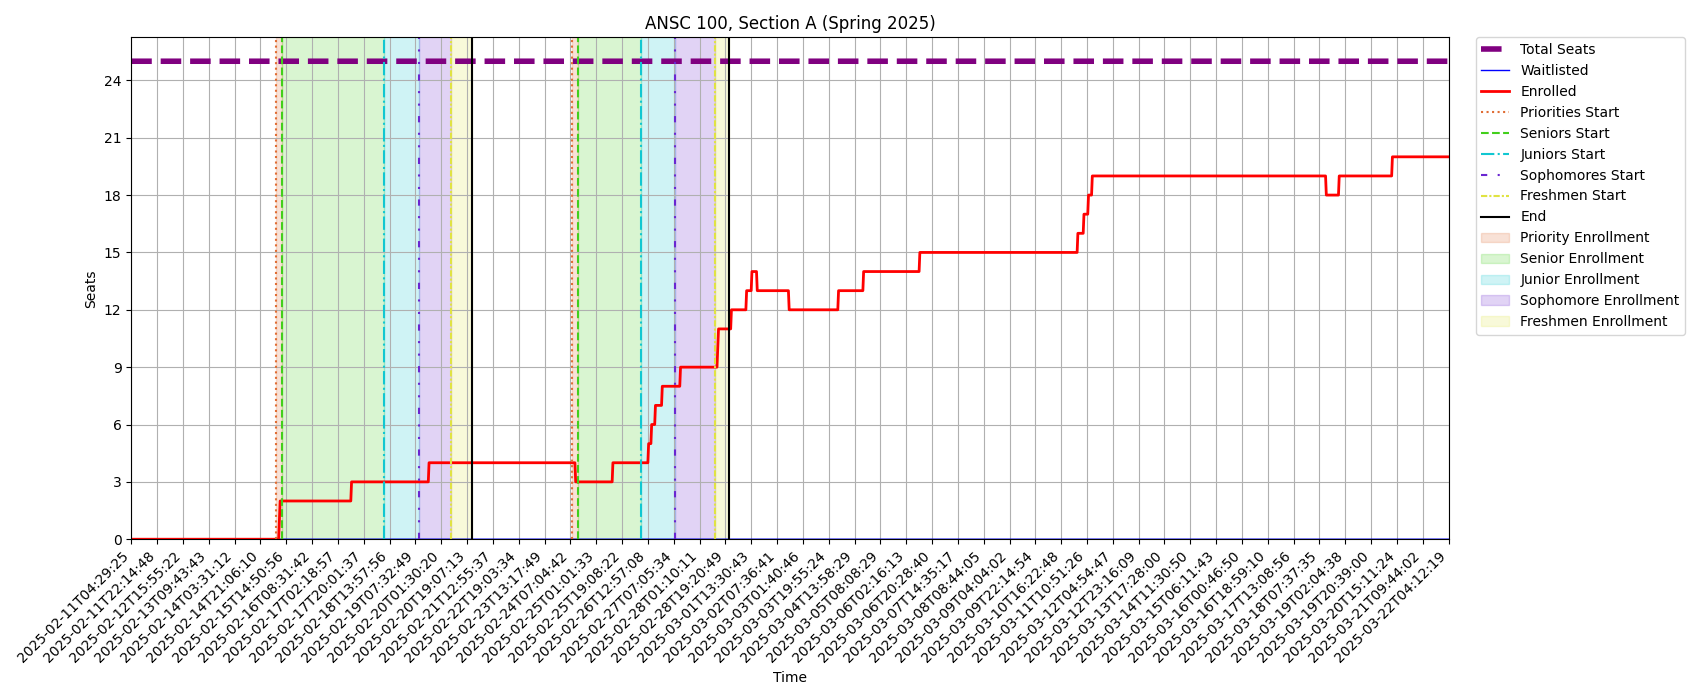 ANSC 100, Section A (Spring 2025)
Seats
24
21
18
15
12
9
6
3
0
2025-02-11T04:29:25
2025-02-11T22:14:48
2025-02-12T15:55:22
2025-02-13T09:43:43
2025-02-14T03:31:12
2025-02-14T21:06:10
2025-02-15T14:50:56
2025-02-16T08:31:42
2025-02-17T02:18:57
2025-02-17T20:01:37
2025-02-18T13:57:56
2025-02-19T07:32:49
2025-02-20T01:30:20
2025-02-20T19:07:13
2025-02-21T12:55:37
2025-02-22T19:03:34
2025-02-23T13:17:49
2025-02-24T07:04:42
2025-02-25T01:01:33
2025-02-25T19:08:22
2025-02-26T12:57:08
2025-02-27T07:05:34
2025-02-28T01:10:11
2025-02-28T19:20:49
2025-03-01T13:30:43
2025-03-02T07:36:41
2025-03-03T01:40:46
2025-03-03T19:55:24
2025-03-04T13:58:29
2025-03-05T08:08:29
2025-03-06T02:16:13
2025-03-06T20:28:40
2025-03-07T14:35:17
2025-03-08T08:44:05
2025-03-09T04:04:02
2025-03-09T22:14:54
2025-03-10T16:22:48
2025-03-11T10:51:26
2025-03-12T04:54:47
2025-03-12T23:16:09
2025-03-13T17:28:00
2025-03-14T11:30:50
2025-03-15T06:11:43
2025-03-16T00:46:50
2025-03-16T18:59:10
2025-03-17T13:08:56
2025-03-18T07:37:35
2025-03-19T02:04:38
2025-03-19T20:39:00
2025-03-20T15:11:24
2025-03-21T09:44:02
2025-03-22T04:12:19
Time
Total Seats
Waitlisted
Enrolled
Priorities Start
Seniors Start
Juniors Start
Sophomores Start
Freshmen Start
End
Priority Enrollment
Senior Enrollment
Junior Enrollment
Sophomore Enrollment
Freshmen Enrollment